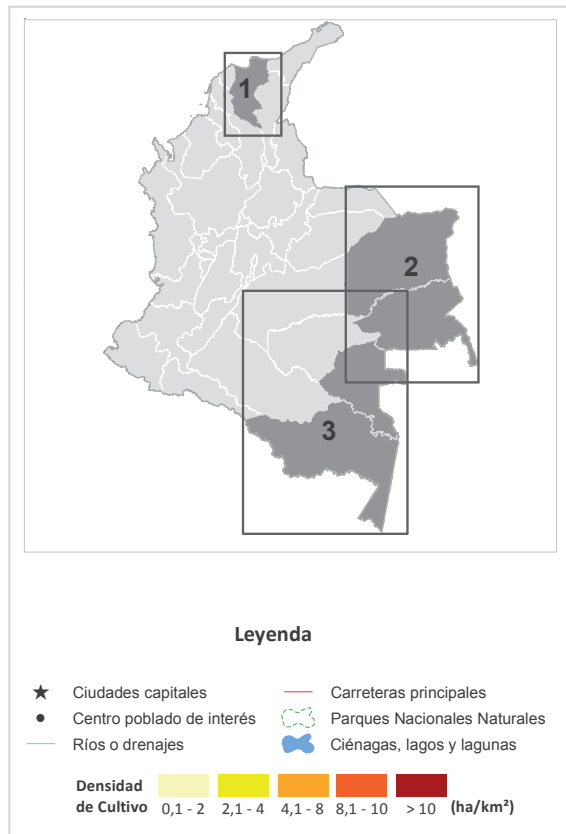 1
2
3
Leyenda
Ciudades capitales
Carreteras principales
Centro poblado de interés
Parques Nacionales Naturales
Ríos o drenajes
Ciénagas, lagos y lagunas
Densidad
de Cultivo
0,1 - 2 2,1 - 4 4,1 - 8 8,1 - 10 > 10 (ha/km²)